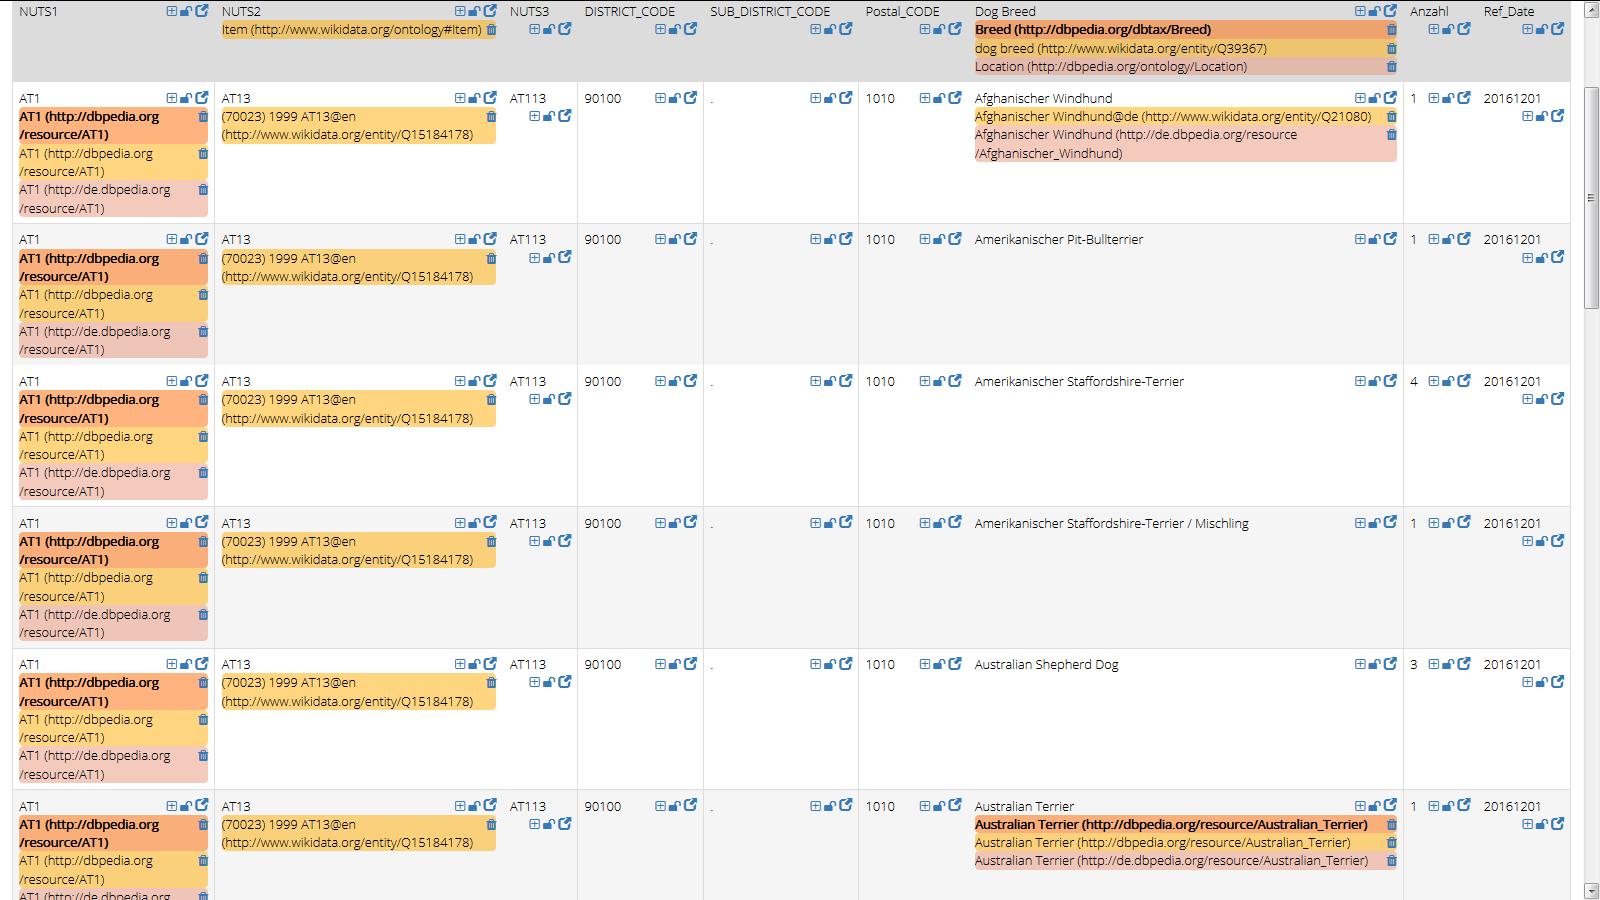 NUTS1 NUTS2 NUTS3 DISTRICT_CODE SUB_DISTRICT_CODE Postal_CODE Dog Breed Anzahl Ref_Date
Item (http://www.wikidata.org/ontology#Item) Breed (http://dbpedia.org/dbtax/Breed)
dog breed (http://www.wikidata.org/entity/Q39367)
Location (http://dbpedia.org/ontology/Location)
AT1 AT13 AT113 90100 . 1010 Afghanischer Windhund 1 20161201
AT1 (http://dbpedia.org (70023) 1999 AT13@en Afghanischer Windhund@de (http://www.wikidata.org/entity/Q21080)
/resource/AT1) (http://www.wikidata.org/entity/Q15184178) Afghanischer Windhund (http://de.dbpedia.org/resource
AT1 (http://dbpedia.org /Afghanischer_Windhund)
/resource/AT1)
AT1 (http://de.dbpedia.org
/resource/AT1)
AT1 AT13 AT113 90100 . 1010 Amerikanischer Pit-Bullterrier 1 20161201
AT1 (http://dbpedia.org (70023) 1999 AT13@en
/resource/AT1) (http://www.wikidata.org/entity/Q15184178)
AT1 (http://dbpedia.org
/resource/AT1)
AT1 (http://de.dbpedia.org
/resource/AT1)
AT1 AT13 AT113 90100 . 1010 Amerikanischer Staffordshire-Terrier 4 20161201
AT1 (http://dbpedia.org (70023) 1999 AT13@en
/resource/AT1) (http://www.wikidata.org/entity/Q15184178)
AT1 (http://dbpedia.org
/resource/AT1)
AT1 (http://de.dbpedia.org
/resource/AT1)
AT1 AT13 AT113 90100 . 1010 Amerikanischer Staffordshire-Terrier / Mischling 1 20161201
AT1 (http://dbpedia.org (70023) 1999 AT13@en
/resource/AT1) (http://www.wikidata.org/entity/Q15184178)
AT1 (http://dbpedia.org
/resource/AT1)
AT1 (http://de.dbpedia.org
/resource/AT1)
AT1 AT13 AT113 90100 . 1010 Australian Shepherd Dog 3 20161201
AT1 (http://dbpedia.org (70023) 1999 AT13@en
/resource/AT1) (http://www.wikidata.org/entity/Q15184178)
AT1 (http://dbpedia.org
/resource/AT1)
AT1 (http://de.dbpedia.org
/resource/AT1)
AT1 AT13 AT113 90100 . 1010 Australian Terrier 1 20161201
AT1 (http://dbpedia.org (70023) 1999 AT13@en Australian Terrier (http://dbpedia.org/resource/Australian_Terrier)
/resource/AT1) (http://www.wikidata.org/entity/Q15184178) Australian Terrier (http://dbpedia.org/resource/Australian_Terrier)
AT1 (http://dbpedia.org Australian Terrier (http://de.dbpedia.org/resource/Australian_Terrier)
/resource/AT1)
AT1 (http://de.dbpedia.org